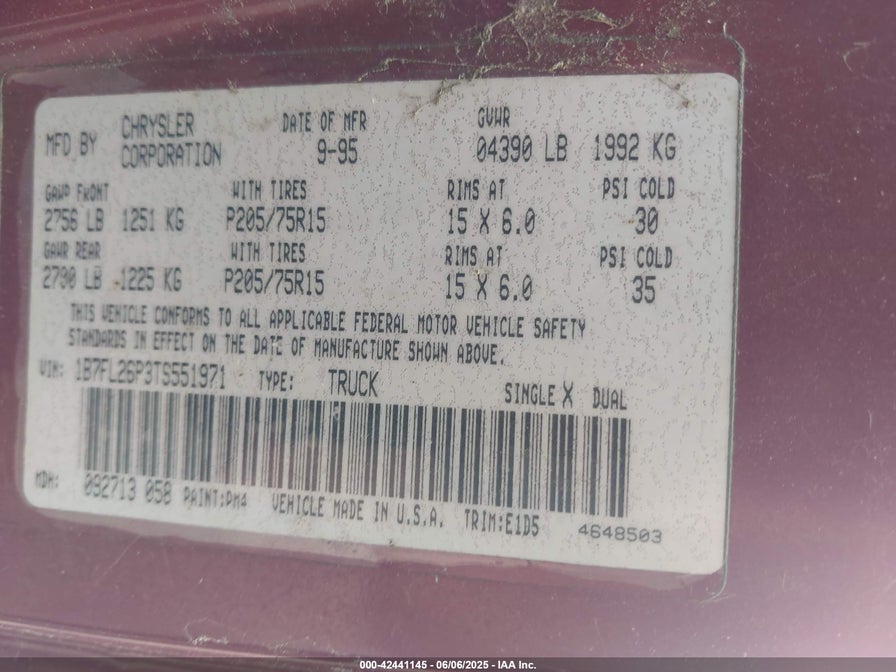 MFD BY CHRYSLER CORPORATION DATE OF MFR 9-95 GVWR 04390 LB 1992 KG
GAWR FRONT WITH TIRES RIMS AT PSI COLD
2756 LB 1251 KG P205/75R15 15 X 6.0 30
GAWR REAR WITH TIRES RIMS AT PSI COLD
2700 LB 1225 KG P205/75R15 15 X 6.0 35
THIS VEHICLE CONFORMS TO ALL APPLICABLE FEDERAL MOTOR VEHICLE SAFETY
STANDARDS IN EFFECT ON THE DATE OF MANUFACTURE SHOWN ABOVE.
VIN: 1B7FL26P3TS551971 TYPE: TRUCK SINGLE X DUAL
MDH: 092713 058 PAINT:PM4 VEHICLE MADE IN U.S.A. TRIM:E1D5 4648503
000-42441145 - 06/06/2025 - IAA Inc.